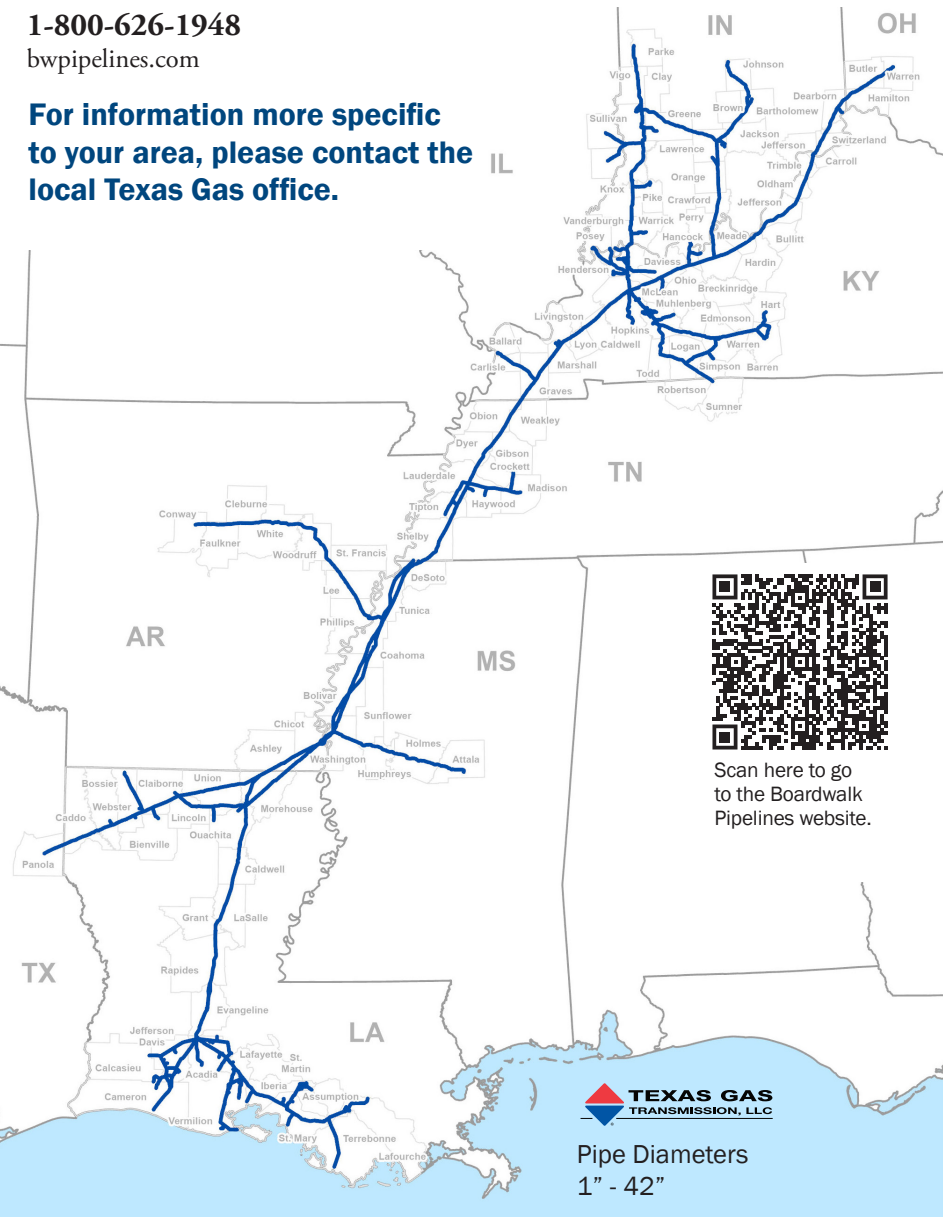 1-800-626-1948
bwpipelines.com
For information more specific
to your area, please contact the
local Texas Gas office.
IL
IN
OH
KY
TN
AR
MS
TX
LA
Parke
Vigo
Clay
Johnson
Butler
Warren
Hamilton
Dearborn
Sullivan
Greene
Brown
Bartholomew
Switzerland
Jackson
Jefferson
Lawrence
Trimble
Carroll
Orange
Oldham
Knox
Pike
Crawford
Jefferson
Vanderburgh
Warrick
Perry
Posey
Hancock
Meade
Bullitt
Henderson
Daviess
Hardin
Ohio
McLean
Breckinridge
Muhlenberg
Hart
Livingston
Edmonson
Hopkins
Ballard
Lyon
Caldwell
Logan
Warren
Carlisle
Marshall
Simpson
Barren
Todd
Graves
Robertson
Sumner
Obion
Weakley
Dyer
Gibson
Crockett
Lauderdale
Madison
Tipton
Haywood
Shelby
Cleburne
Conway
White
Faulkner
Woodruff
St. Francis
DeSoto
Lee
Tunica
Phillips
Coahoma
Bolivar
Sunflower
Chicot
Ashley
Washington
Holmes
Attala
Humphreys
Bossier
Claiborne
Union
Webster
Morehouse
Caddo
Lincoln
Ouachita
Bienville
Panola
Caldwell
Grant
LaSalle
Rapides
Evangeline
Jefferson
Davis
Lafayette
St.
Martin
Calcasieu
Acadia
Iberia
Cameron
Assumption
Vermilion
St. Mary
Terrebonne
Lafourche
Scan here to go
to the Boardwalk
Pipelines website.
TEXAS GAS
TRANSMISSION, LLC
Pipe Diameters
1” - 42”